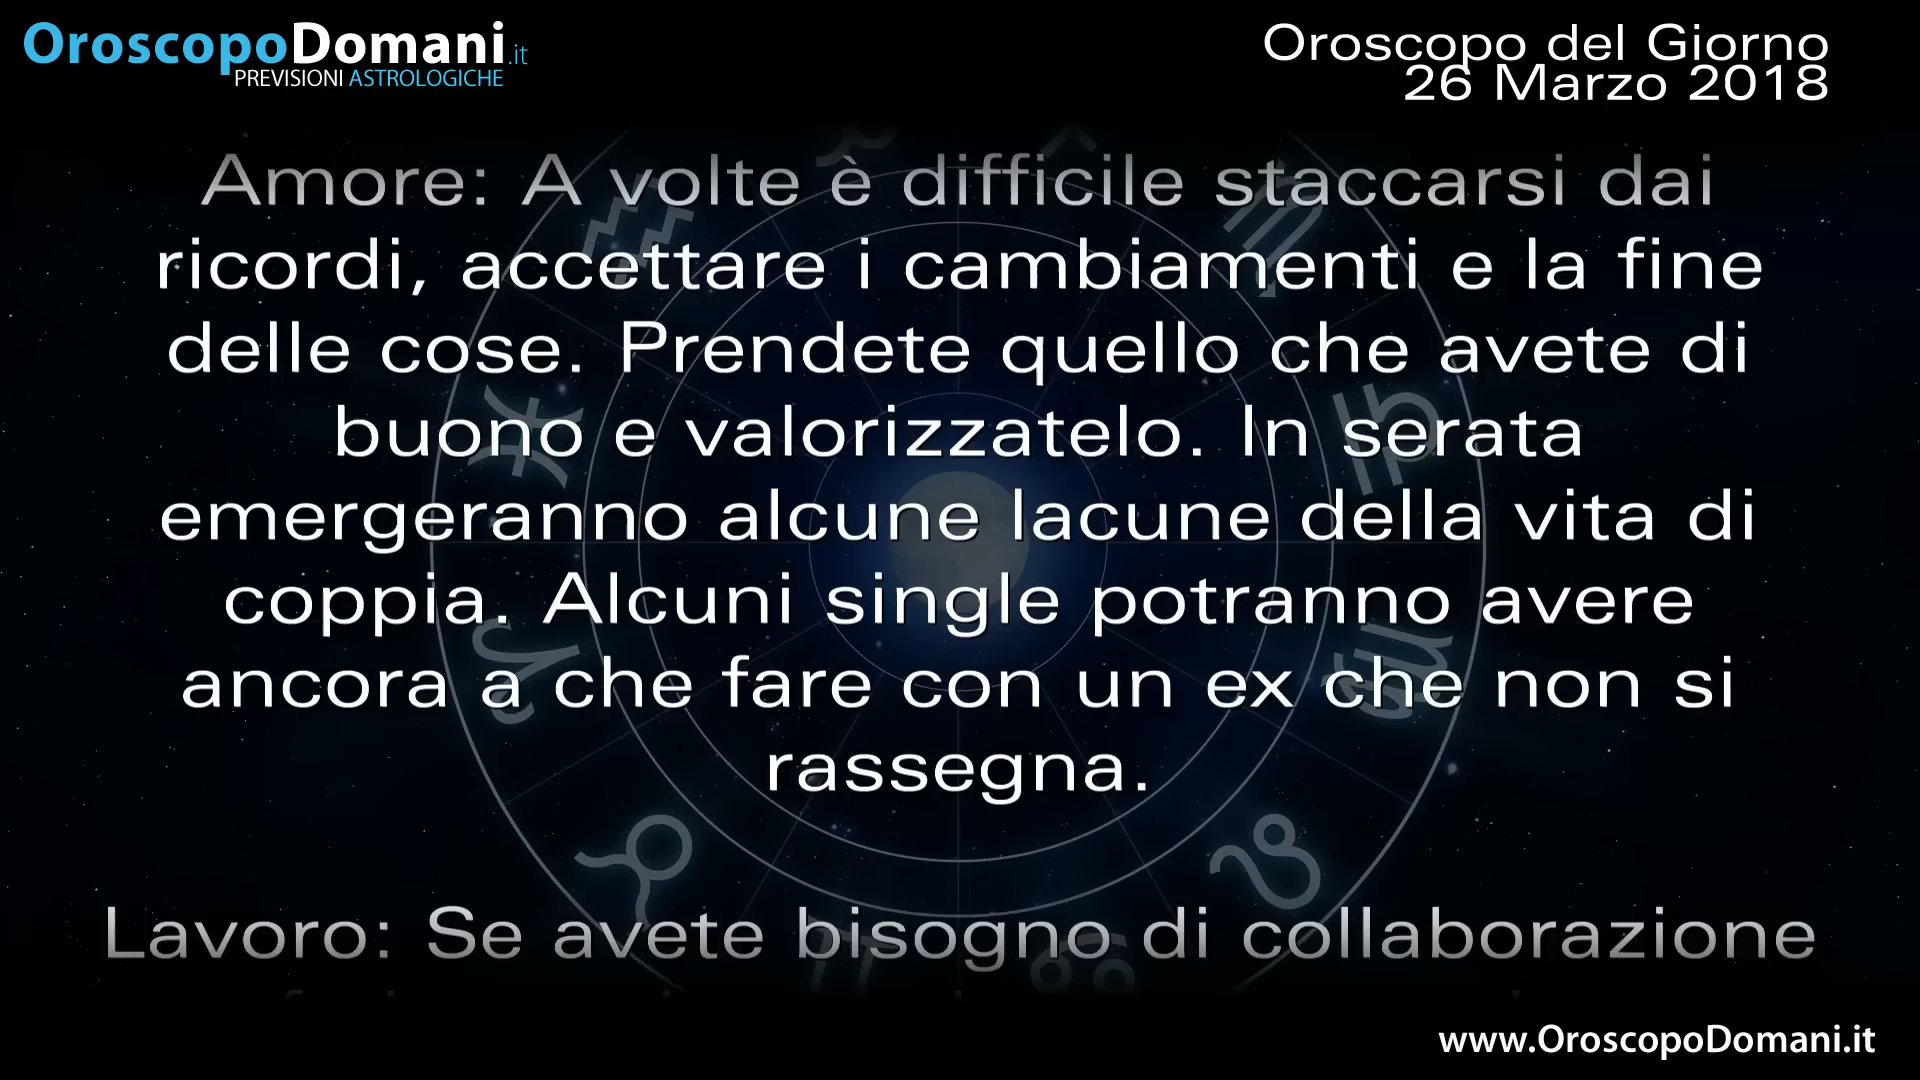 OroscopoDomani.it
PREVISIONI ASTROLOGICHE
Oroscopo del Giorno
26 Marzo 2018
Amore: A volte è difficile staccarsi dai
ricordi, accettare i cambiamenti e la fine
delle cose. Prendete quello che avete di
buono e valorizzatelo. In serata
emergeranno alcune lacune della vita di
coppia. Alcuni single potranno avere
ancora a che fare con un ex che non si
rassegna.
Lavoro: Se avete bisogno di collaborazione
www.OroscopoDomani.it